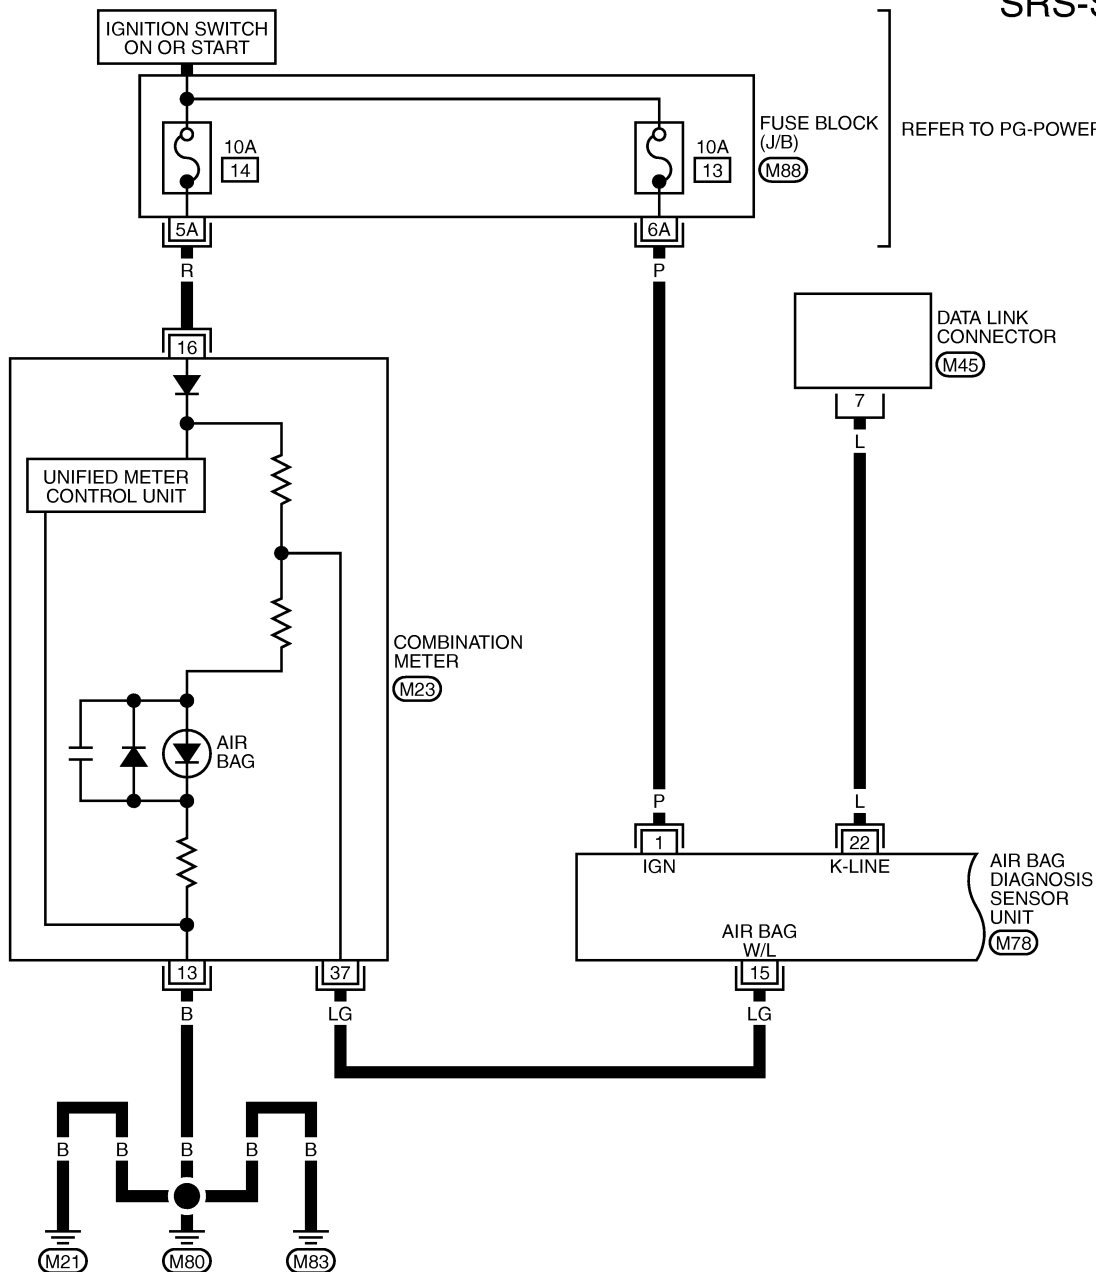 SRS-S
IGNITION SWITCH
ON OR START
10A
14
10A
13
FUSE BLOCK
(J/B)
M88
REFER TO PG-POWER
5A
6A
R
P
16
DATA LINK
CONNECTOR
M45
7
L
UNIFIED METER
CONTROL UNIT
COMBINATION
METER
M23
AIR
BAG
P
L
1
22
IGN
K-LINE
AIR BAG
DIAGNOSIS
SENSOR
UNIT
M78
AIR BAG
W/L
13
37
15
B
LG
LG
B
B
B
B
B
M21
M80
M83